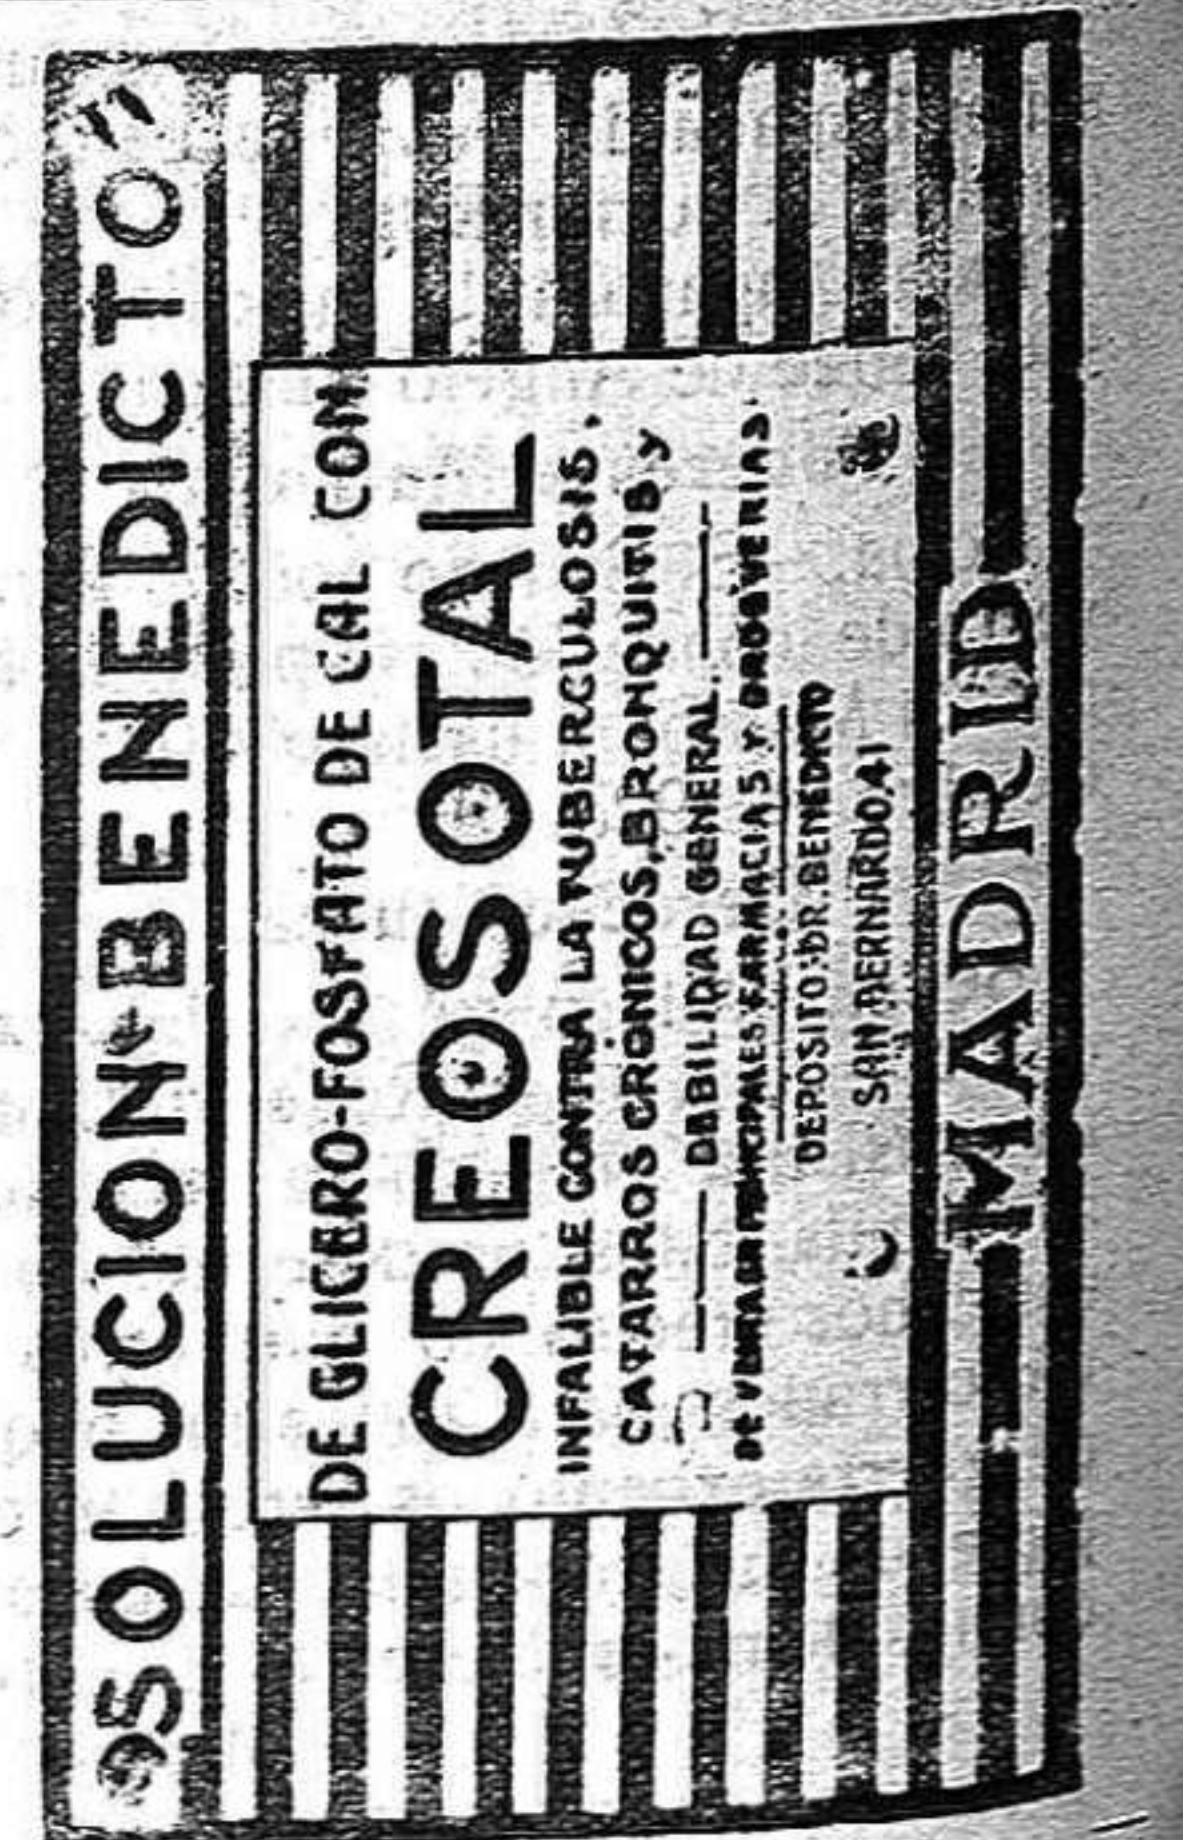 "SOLUCION BENEDICTO"
DE GLICERO-FOSFATO DE CAL CON
CREOSOTAL
INFALIBLE CONTRA LA TUBERCULOSIS,
CATARROS CRONICOS, BRONQUITIS y
DEBILIDAD GENERAL.
DE VENTA EN PRINCIPALES FARMACIAS Y DROGUERIAS.
DEPOSITO: DR. BENEDICTO
SAN BERNARDO, 41
MADRID